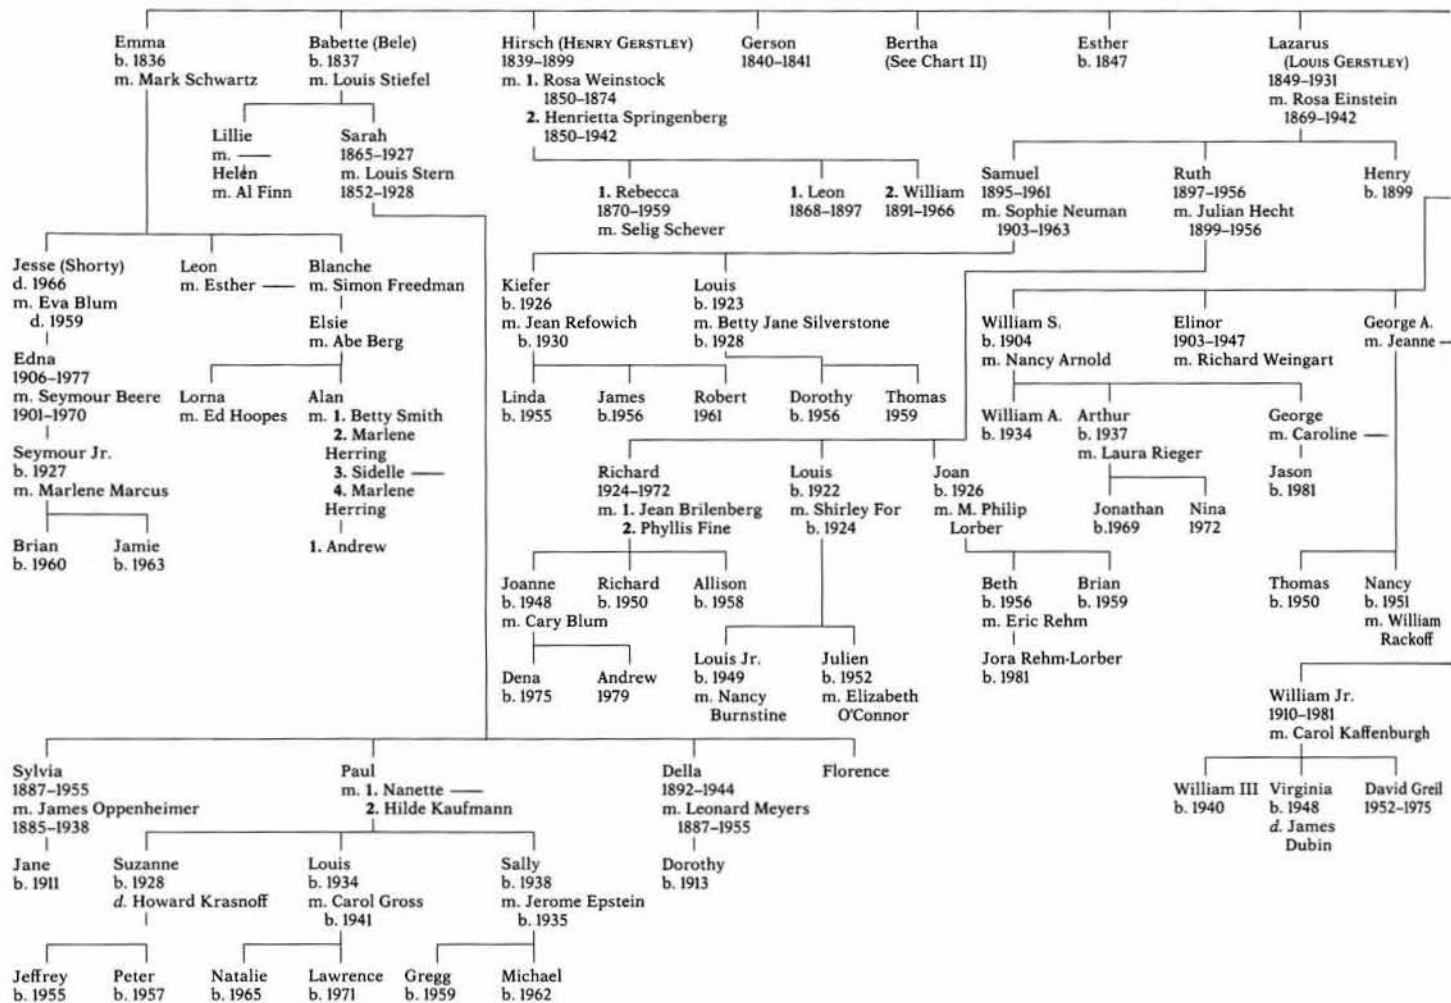 Emma
b. 1836
m. Mark Schwartz
Babette (Bele)
b. 1837
m. Louis Stiefel
Hirsch (HENRY GERSTLEY)
1839–1899
m. 1. Rosa Weinstock
1850–1874
2. Henrietta Springenberg
1850–1942
Gerson
1840–1841
Bertha
(See Chart II)
Esther
b. 1847
Lazarus
(LOUIS GERSTLEY)
1849–1931
m. Rosa Einstein
1869–1942
Lillie
m. —
Helen
m. Al Finn
Sarah
1865–1927
m. Louis Stern
1852–1928
1. Rebecca
1870–1959
m. Selig Schever
1. Leon
1868–1897
2. William
1891–1966
Samuel
1895–1961
m. Sophie Neuman
1903–1963
Ruth
1897–1956
m. Julian Hecht
1899–1956
Henry
b. 1899
Jesse (Shorty)
d. 1966
m. Eva Blum
d. 1959
Leon
m. Esther —
Blanche
m. Simon Freedman
Kiefer
b. 1926
m. Jean Refowich
b. 1930
Louis
b. 1923
m. Betty Jane Silverstone
b. 1928
William S.
b. 1904
m. Nancy Arnold
Elinor
1903–1947
m. Richard Weingart
George A.
m. Jeanne —
Elsie
m. Abe Berg
Edna
1906–1977
m. Seymour Beere
1901–1970
Lorna
m. Ed Hoopes
Alan
m. 1. Betty Smith
2. Marlene
Herring
3. Sidelle —
4. Marlene
Herring
Linda
b. 1955
James
b.1956
Robert
1961
Dorothy
b. 1956
Thomas
1959
William A.
b. 1934
Arthur
b. 1937
m. Laura Rieger
George
m. Caroline —
Seymour Jr.
b. 1927
m. Marlene Marcus
Richard
1924–1972
m. 1. Jean Brilenberg
2. Phyllis Fine
Louis
b. 1922
m. Shirley For
b. 1924
Joan
b. 1926
m. M. Philip
Lorber
Jonathan
b.1969
Nina
1972
Jason
b. 1981
Brian
b. 1960
Jamie
b. 1963
1. Andrew
Joanne
b. 1948
m. Cary Blum
Richard
b. 1950
Allison
b. 1958
Beth
b. 1956
m. Eric Rehm
Brian
b. 1959
Thomas
b. 1950
Nancy
b. 1951
m. William
Rackoff
Dena
b. 1975
Andrew
1979
Louis Jr.
b. 1949
m. Nancy
Burnstine
Julien
b. 1952
m. Elizabeth
O'Connor
Jora Rehm-Lorber
b. 1981
William Jr.
1910–1981
m. Carol Kaffenburgh
Sylvia
1887–1955
m. James Oppenheimer
1885–1938
Paul
m. 1. Nanette —
2. Hilde Kaufmann
Della
1892–1944
m. Leonard Meyers
1887–1955
Florence
William III
b. 1940
Virginia
b. 1948
d. James
Dubin
David Greil
1952–1975
Jane
b. 1911
Suzanne
b. 1928
d. Howard Krasnoff
Louis
b. 1934
m. Carol Gross
b. 1941
Sally
b. 1938
m. Jerome Epstein
b. 1935
Dorothy
b. 1913
Jeffrey
b. 1955
Peter
b. 1957
Natalie
b. 1965
Lawrence
b. 1971
Gregg
b. 1959
Michael
b. 1962